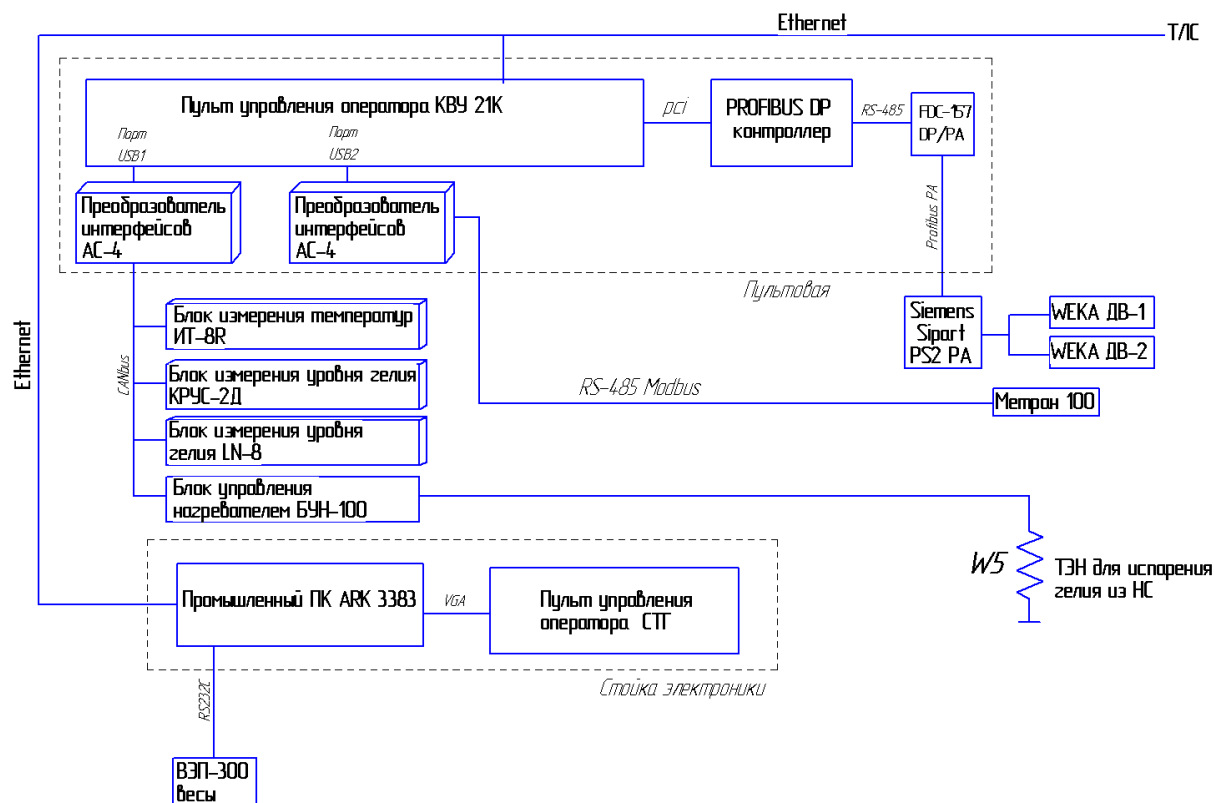 Ethernet
Т/С
Пульт управления оператора КВУ 21К
pci
PROFIBUS DP
контроллер
RS-485
FDC-157
DP/PA
Порт
USB1
Порт
USB2
Преобразователь
интерфейсов
АС-4
Преобразователь
интерфейсов
АС-4
Profibus PA
Пультовая
Ethernet
CANbus
Блок измерения температур
ИТ-8R
Блок измерения уровня гелия
КРУС-2Д
Блок измерения уровня
гелия LN-8
Блок управления
нагревателем БУН-100
RS-485 Modbus
Siemens
Sipart
PS2 PA
WEKA ДВ-1
WEKA ДВ-2
Метран 100
W5
ТЭН для испарения
гелия из НС
Промышленный ПК ARK 3383
VGA
Пульт управления
оператора СТГ
Стойка электроники
RS232C
ВЭП-300
весы